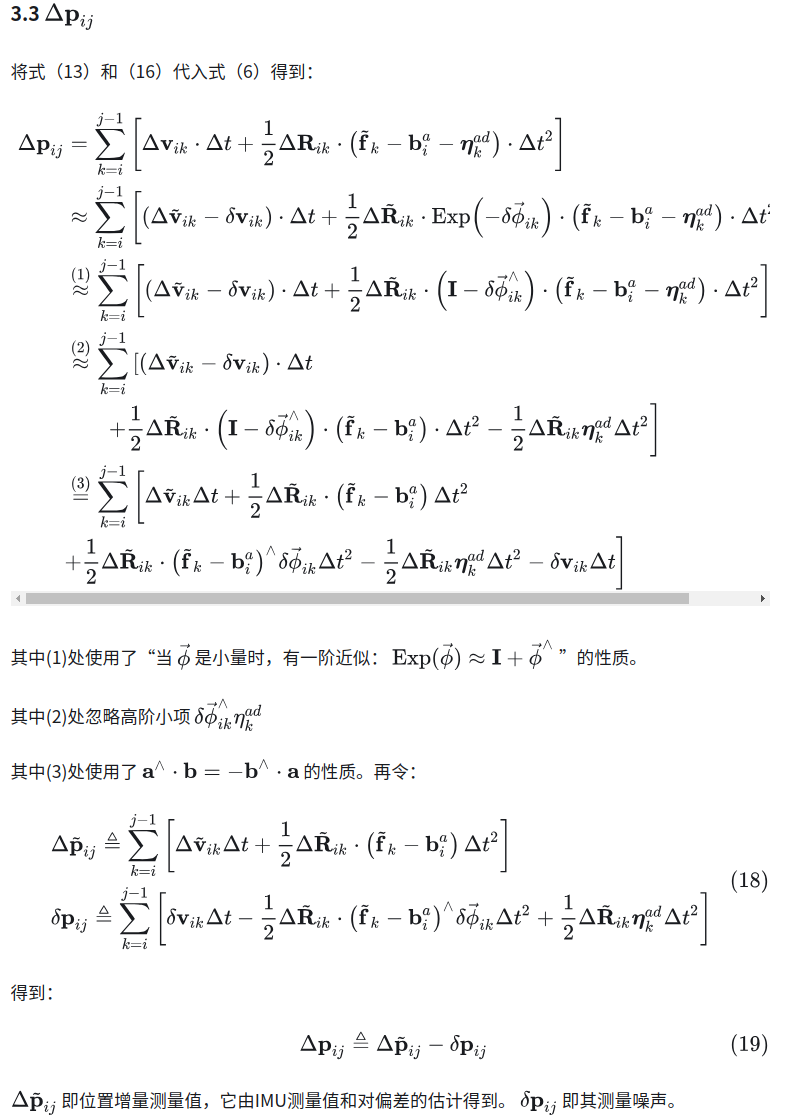 3.3 $\Delta\mathbf{p}_{ij}$
将式（13）和（16）代入式（6）得到：
$\Delta\mathbf{p}_{ij} = \sum_{k=i}^{j-1}\left[\Delta\mathbf{v}_{ik}\cdot\Delta t+\frac{1}{2}\Delta\mathbf{R}_{ik}\cdot\left(\tilde{\mathbf{f}}_k-\mathbf{b}_i^a-\boldsymbol{\eta}_k^{ad}\right)\cdot\Delta t^2\right]$
$\approx \sum_{k=i}^{j-1}\left[(\Delta\tilde{\mathbf{v}}_{ik}-\delta\mathbf{v}_{ik})\cdot\Delta t+\frac{1}{2}\Delta\tilde{\mathbf{R}}_{ik}\cdot\mathrm{Exp}\left(-\delta\vec{\phi}_{ik}\right)\cdot\left(\tilde{\mathbf{f}}_k-\mathbf{b}_i^a-\boldsymbol{\eta}_k^{ad}\right)\cdot\Delta t^2\right.$
$\overset{(1)}{\approx} \sum_{k=i}^{j-1}\left[(\Delta\tilde{\mathbf{v}}_{ik}-\delta\mathbf{v}_{ik})\cdot\Delta t+\frac{1}{2}\Delta\tilde{\mathbf{R}}_{ik}\cdot\left(\mathbf{I}-\delta\vec{\phi}_{ik}^{\wedge}\right)\cdot\left(\tilde{\mathbf{f}}_k-\mathbf{b}_i^a-\boldsymbol{\eta}_k^{ad}\right)\cdot\Delta t^2\right]$
$\overset{(2)}{\approx} \sum_{k=i}^{j-1}[(\Delta\tilde{\mathbf{v}}_{ik}-\delta\mathbf{v}_{ik})\cdot\Delta t$
$\left.+\frac{1}{2}\Delta\tilde{\mathbf{R}}_{ik}\cdot\left(\mathbf{I}-\delta\vec{\phi}_{ik}^{\wedge}\right)\cdot\left(\tilde{\mathbf{f}}_k-\mathbf{b}_i^a\right)\cdot\Delta t^2-\frac{1}{2}\Delta\tilde{\mathbf{R}}_{ik}\boldsymbol{\eta}_k^{ad}\Delta t^2\right]$
$\overset{(3)}{=} \sum_{k=i}^{j-1}\left[\Delta\tilde{\mathbf{v}}_{ik}\Delta t+\frac{1}{2}\Delta\tilde{\mathbf{R}}_{ik}\cdot\left(\tilde{\mathbf{f}}_k-\mathbf{b}_i^a\right)\Delta t^2\right.$
$\left.+\frac{1}{2}\Delta\tilde{\mathbf{R}}_{ik}\cdot\left(\tilde{\mathbf{f}}_k-\mathbf{b}_i^a\right)^{\wedge}\delta\vec{\phi}_{ik}\Delta t^2-\frac{1}{2}\Delta\tilde{\mathbf{R}}_{ik}\boldsymbol{\eta}_k^{ad}\Delta t^2-\delta\mathbf{v}_{ik}\Delta t\right]$
其中(1)处使用了“当 $\vec{\phi}$ 是小量时，有一阶近似： $\mathrm{Exp}(\vec{\phi})\approx\mathbf{I}+\vec{\phi}^{\wedge}$ ”的性质。
其中(2)处忽略高阶小项 $\delta\vec{\phi}_{ik}^{\wedge}\eta_k^{ad}$
其中(3)处使用了 $\mathbf{a}^{\wedge}\cdot\mathbf{b}=-\mathbf{b}^{\wedge}\cdot\mathbf{a}$ 的性质。再令：
$\Delta\tilde{\mathbf{p}}_{ij}\triangleq\sum_{k=i}^{j-1}\left[\Delta\tilde{\mathbf{v}}_{ik}\Delta t+\frac{1}{2}\Delta\tilde{\mathbf{R}}_{ik}\cdot\left(\tilde{\mathbf{f}}_k-\mathbf{b}_i^a\right)\Delta t^2\right]$
$\delta\mathbf{p}_{ij}\triangleq\sum_{k=i}^{j-1}\left[\delta\mathbf{v}_{ik}\Delta t-\frac{1}{2}\Delta\tilde{\mathbf{R}}_{ik}\cdot\left(\tilde{\mathbf{f}}_k-\mathbf{b}_i^a\right)^{\wedge}\delta\vec{\phi}_{ik}\Delta t^2+\frac{1}{2}\Delta\tilde{\mathbf{R}}_{ik}\boldsymbol{\eta}_k^{ad}\Delta t^2\right]$ (18)
得到：
$\Delta\mathbf{p}_{ij}\triangleq\Delta\tilde{\mathbf{p}}_{ij}-\delta\mathbf{p}_{ij}$ (19)
$\Delta\tilde{\mathbf{p}}_{ij}$ 即位置增量测量值，它由IMU测量值和对偏差的估计得到。 $\delta\mathbf{p}_{ij}$ 即其测量噪声。